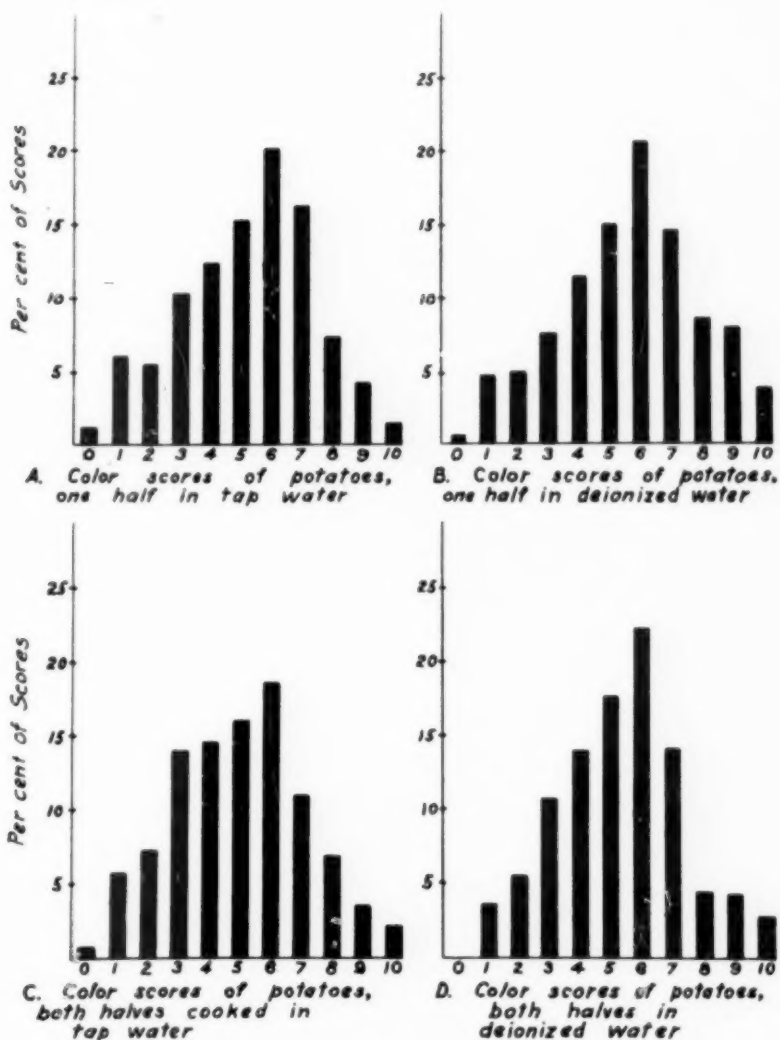 25
20
15
10
5
Per cent of Scores
0 1 2 3 4 5 6 7 8 9 10
A. Color scores of potatoes,
one half in tap water
25
20
15
10
5
0 1 2 3 4 5 6 7 8 9 10
B. Color scores of potatoes,
one half in deionized water
25
20
15
10
5
Per cent of Scores
0 1 2 3 4 5 6 7 8 9 10
C. Color scores of potatoes,
both halves cooked in
tap water
25
20
15
10
5
0 1 2 3 4 5 6 7 8 9 10
D. Color scores of potatoes,
both halves in
deionized water